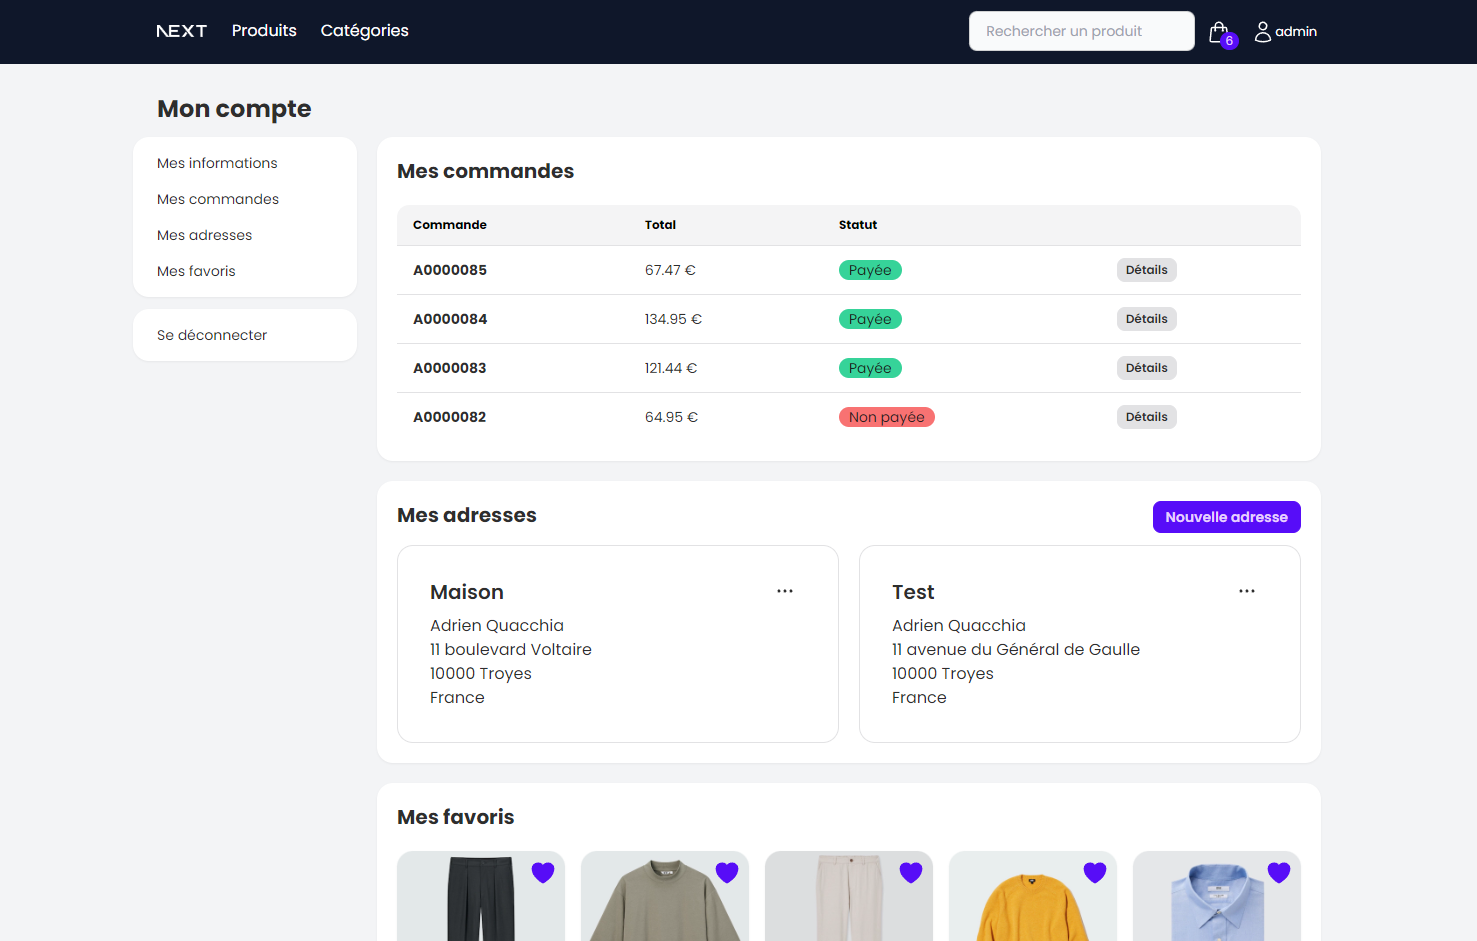 NEXT Produits Catégories Rechercher un produit 6 admin
Mon compte
Mes informations
Mes commandes
Mes adresses
Mes favoris
Se déconnecter
Mes commandes
Commande Total Statut
A0000085 67.47 € Payée Détails
A0000084 134.95 € Payée Détails
A0000083 121.44 € Payée Détails
A0000082 64.95 € Non payée Détails
Mes adresses
Nouvelle adresse
Maison
Adrien Quacchia
11 boulevard Voltaire
10000 Troyes
France
Test
Adrien Quacchia
11 avenue du Général de Gaulle
10000 Troyes
France
Mes favoris